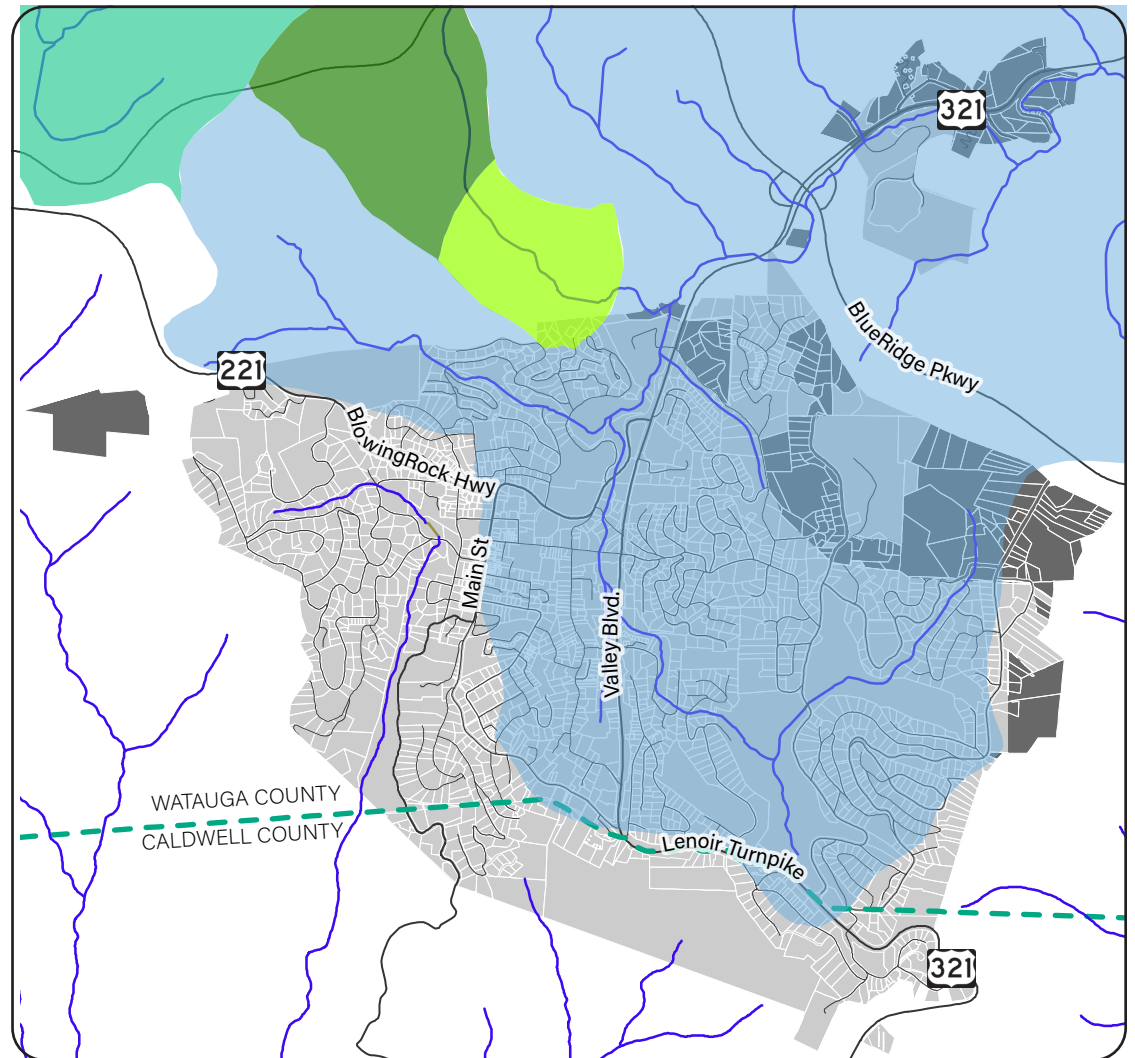 321
BlueRidge Pkwy
221
BlowingRock Hwy
Main St
Valley Blvd.
WATAUGA COUNTY
CALDWELL COUNTY
Lenoir Turnpike
321